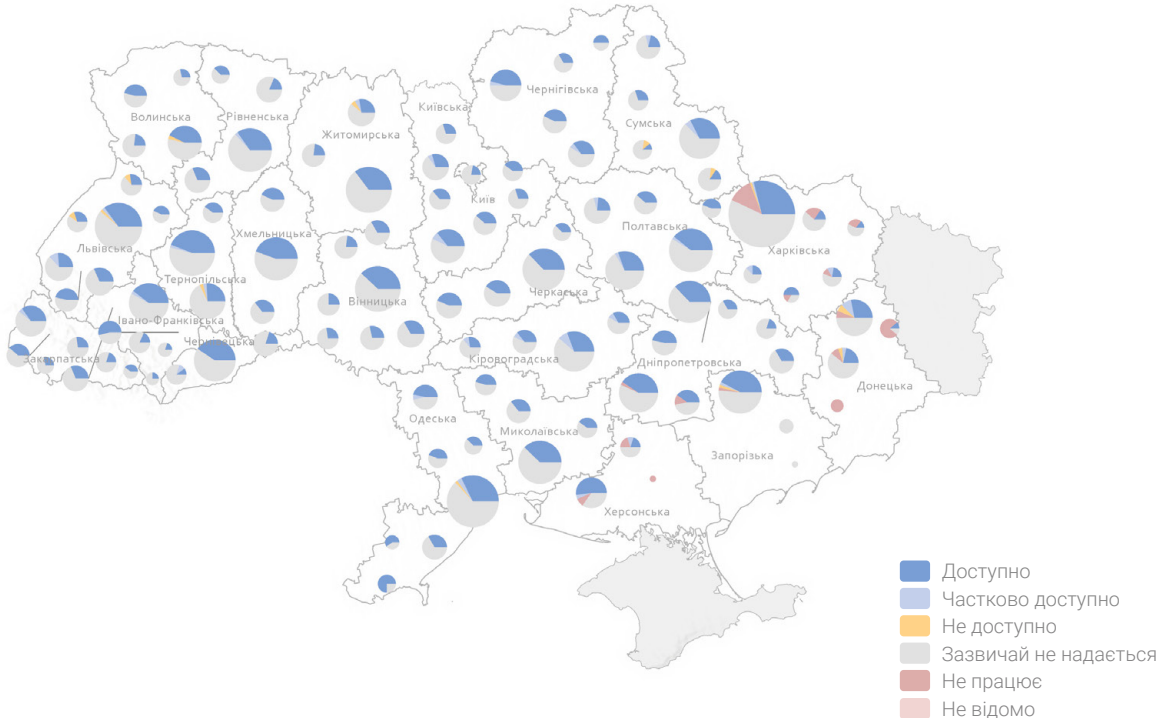 Київська
Чернігівська
Волинська
Рівненська
Сумська
Житомирська
Київ
Полтавська
Хмельницька
Львівська
Харківська
Тернопільська
Черкаська
Вінницька
Івано-Франківська
Чернівецька
Закарпатська
Кіровоградська
Дніпропетровська
Донецька
Одеська
Миколаївська
Запорізька
Херсонська
Доступно
Частково доступно
Не доступно
Зазвичай не надається
Не працює
Не відомо